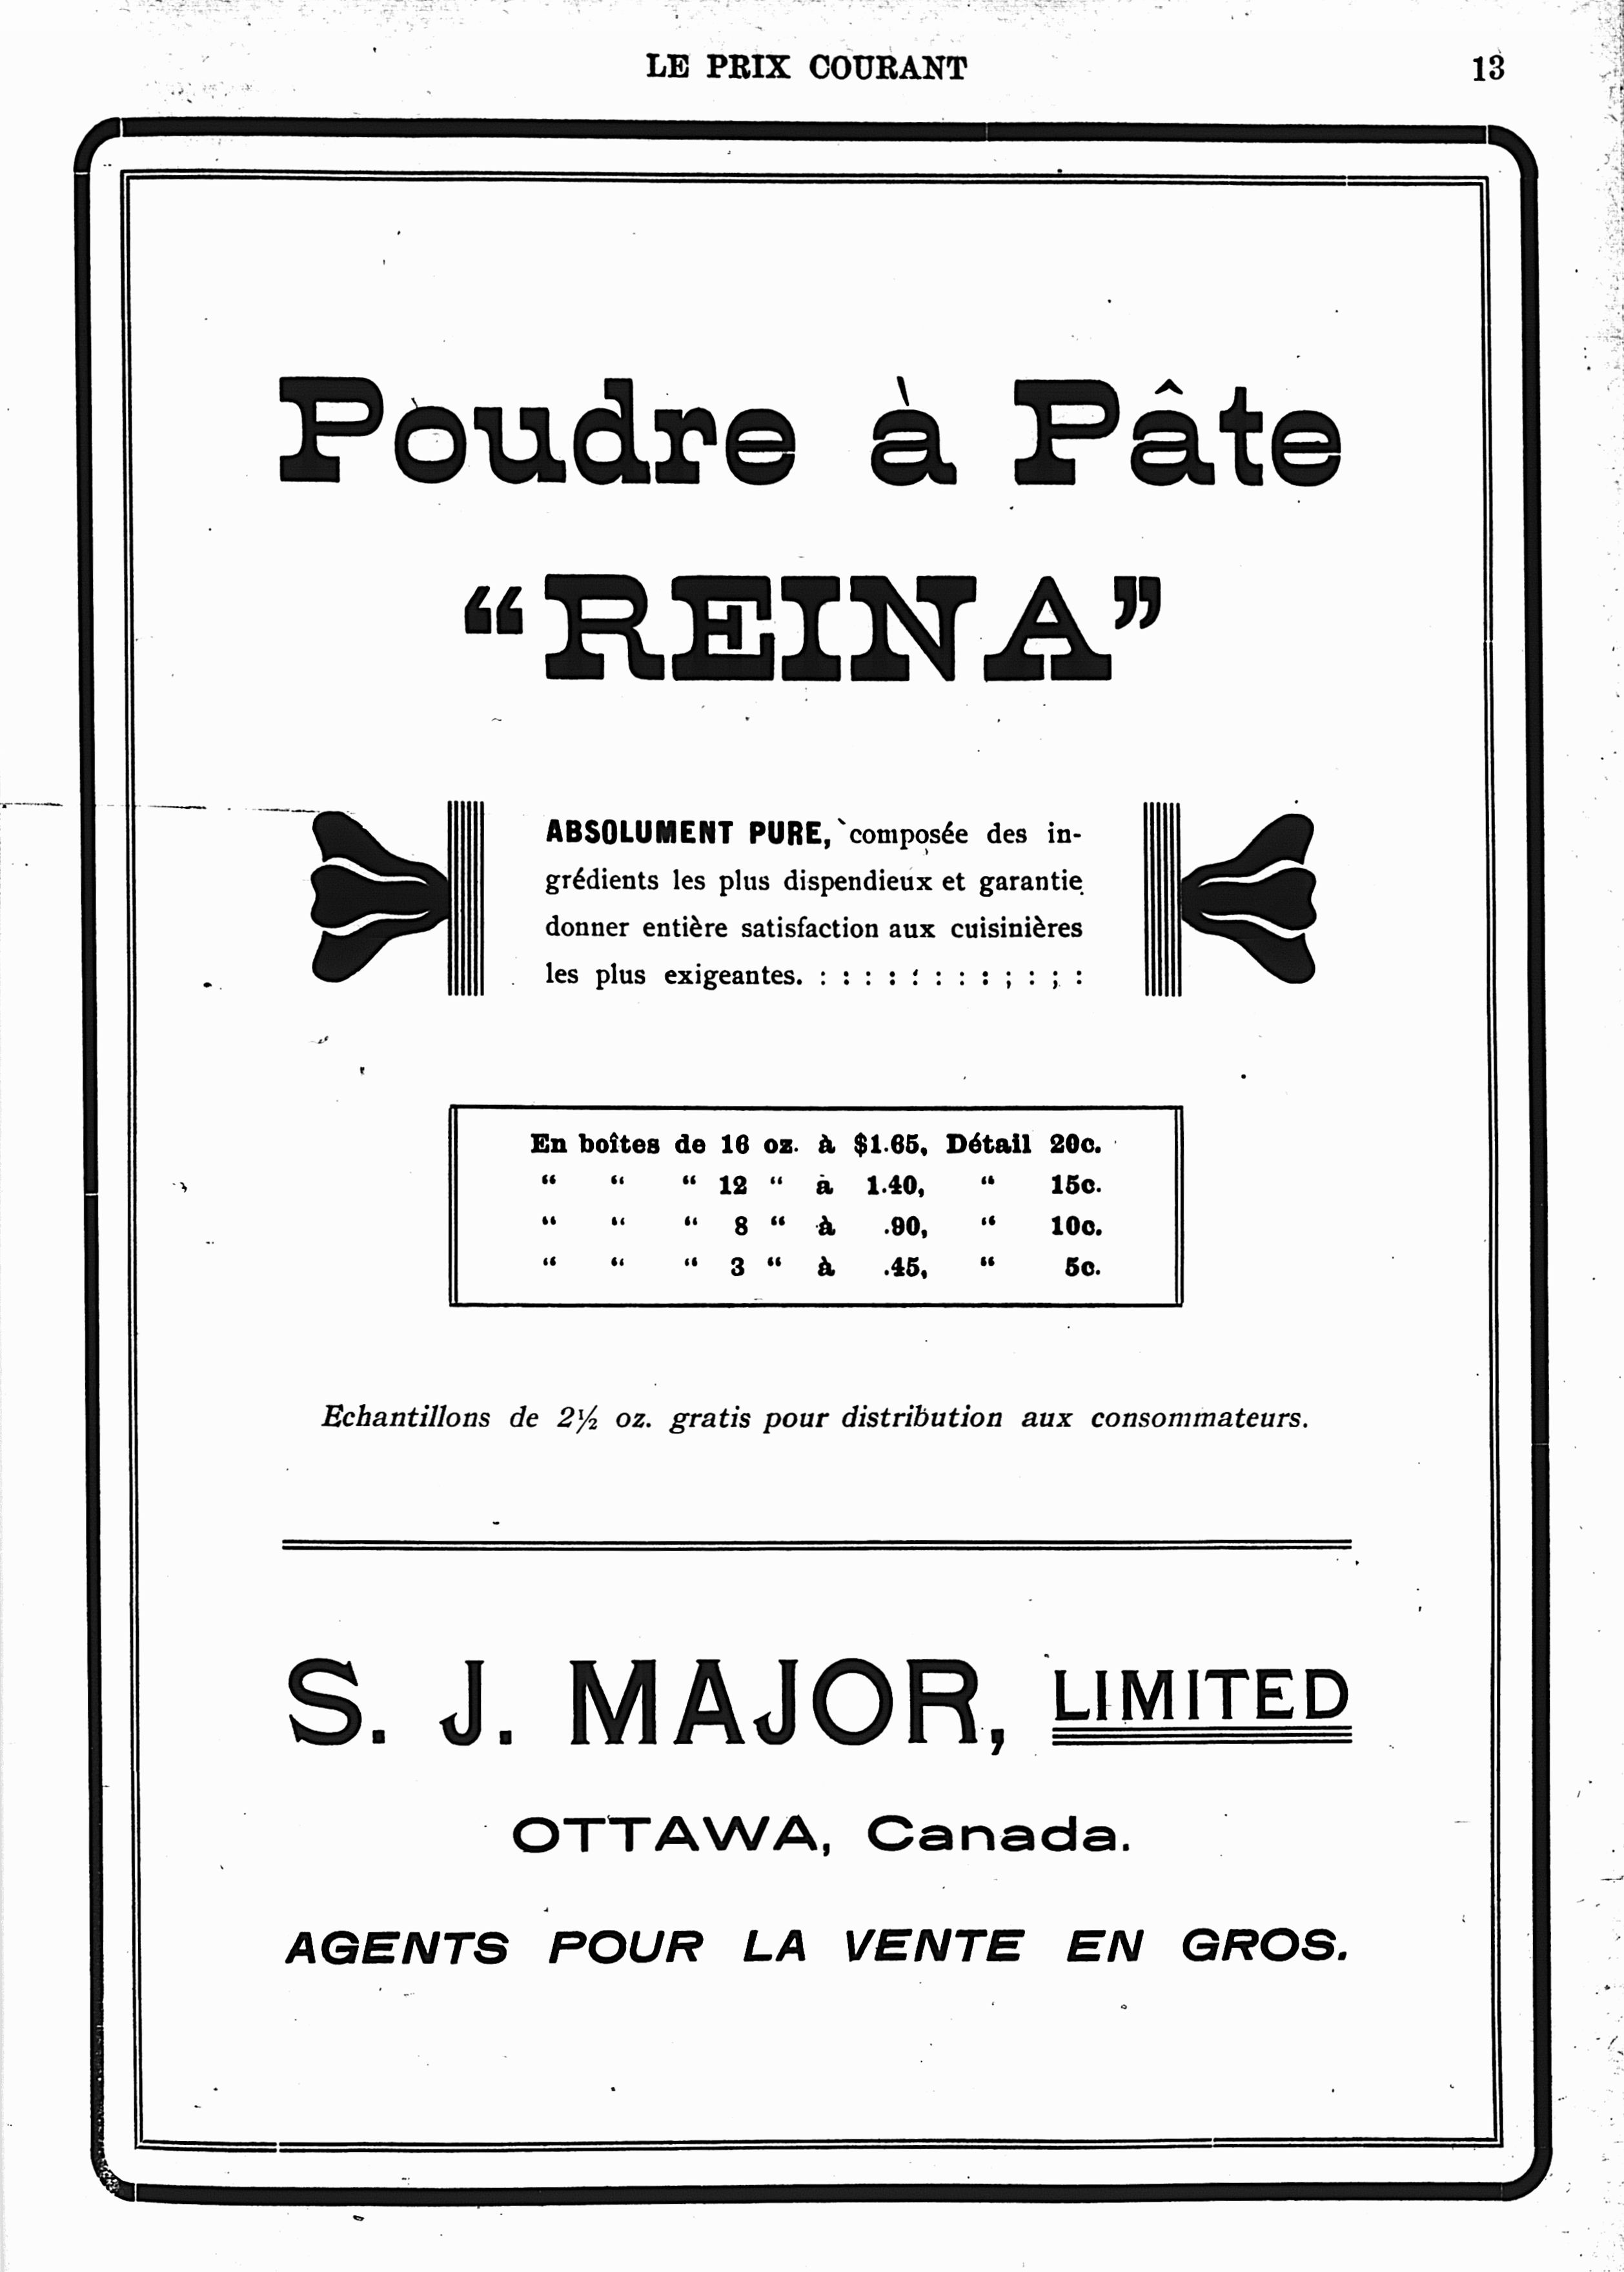 LE PRIX COURANT 13
Poudre à Pâte
“REINA”
ABSOLUMENT PURE, composée des in-
grédients les plus dispendieux et garantie
donner entière satisfaction aux cuisinières
les plus exigeantes. : : : : : : : : ; : ; :
En boîtes de 16 oz. à $1.65, Détail 20c.
“ “ “ 12 “ à 1.40, “ 15c.
“ “ “ 8 “ à .90, “ 10c.
“ “ “ 3 “ à .45, “ 5c.
Echantillons de 2½ oz. gratis pour distribution aux consommateurs.
S. J. MAJOR, LIMITED
OTTAWA, Canada.
AGENTS POUR LA VENTE EN GROS.